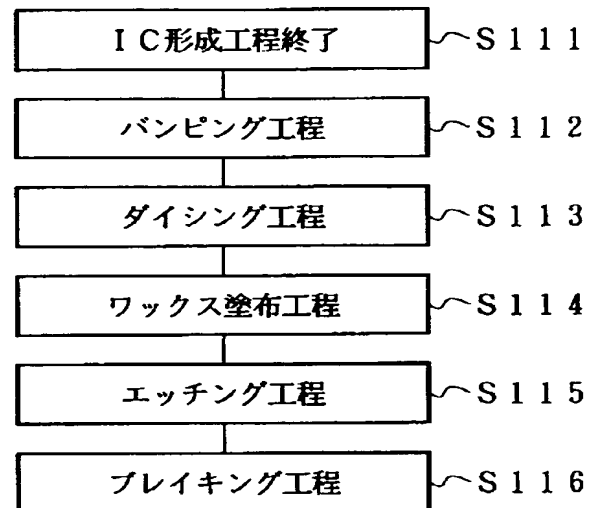 ＩＣ形成工程終了 Ｓ１１１
バンピング工程 Ｓ１１２
ダイシング工程 Ｓ１１３
ワックス塗布工程 Ｓ１１４
エッチング工程 Ｓ１１５
ブレイキング工程 Ｓ１１６